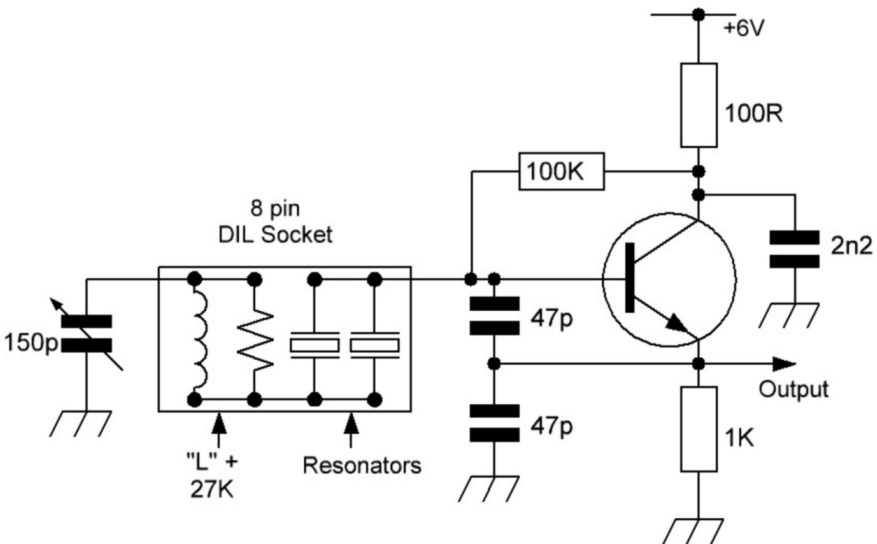 +6V
100R
100K
8 pin
DIL Socket
2n2
150p
47p
Output
47p
1K
"L" +
27K
Resonators